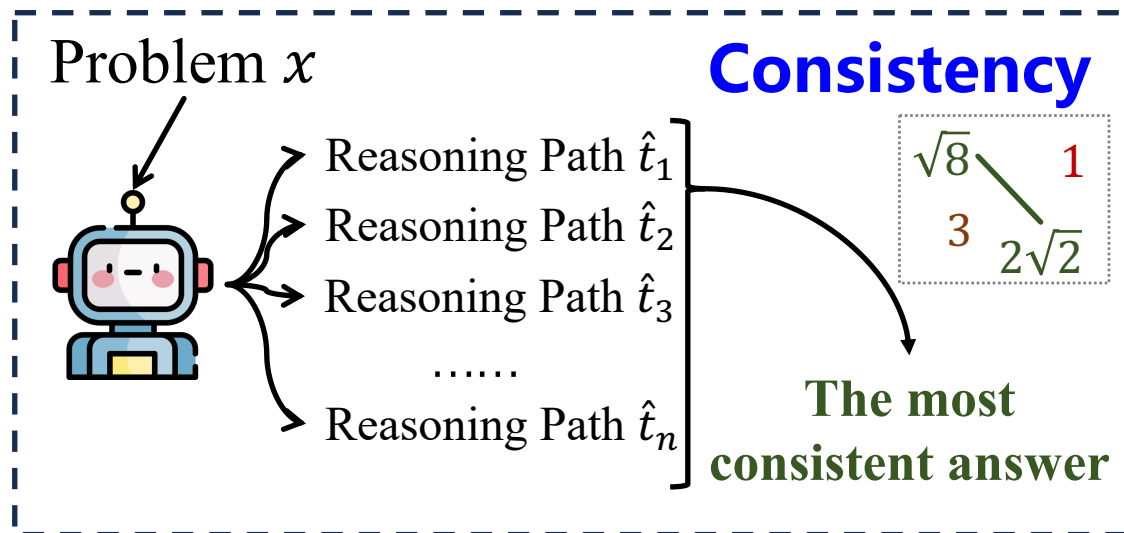 Problem x
Consistency
Reasoning Path t̂₁
Reasoning Path t̂₂
Reasoning Path t̂₃
......
Reasoning Path t̂ₙ
√8 1
3 2√2
The most
consistent answer